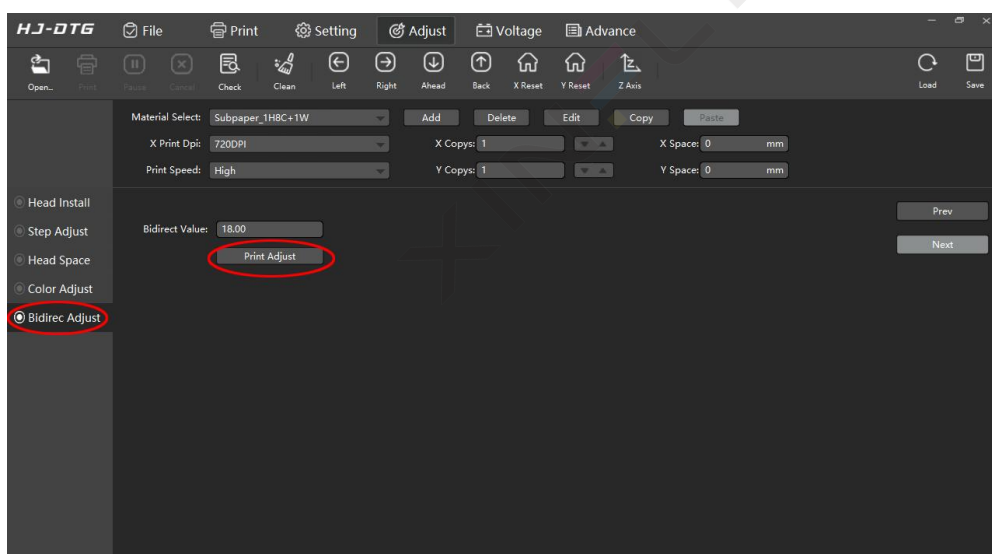 HJ-DTG File Print Setting Adjust Voltage Advance
Open... Print Pause Cancel Check Clean Left Right Ahead Back X Reset Y Reset Z Axis Load Save
Material Select: Subpaper_1H8C+1W Add Delete Edit Copy Paste
X Print Dpi: 720DPI X Copys: 1 X Space: 0 mm
Print Speed: High Y Copys: 1 Y Space: 0 mm
Head Install
Step Adjust
Head Space
Color Adjust
Bidirec Adjust
Bidirect Value: 18.00
Print Adjust
Prev
Next